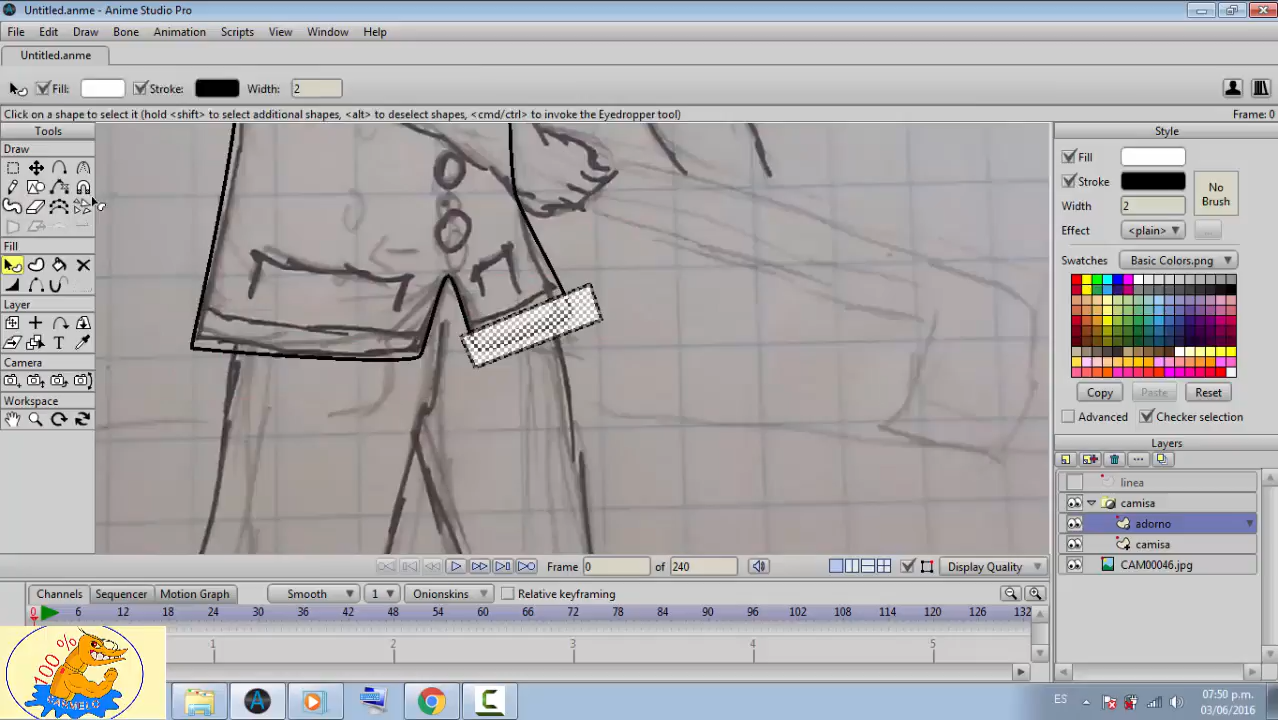 Untitled.anme - Anime Studio Pro
File Edit Draw Bone Animation Scripts View Window Help
Untitled.anme
Fill: Stroke: Width: 2
Click on a shape to select it (hold <shift> to select additional shapes, <alt> to deselect shapes, <cmd/ctrl> to invoke the Eyedropper tool) Frame: 0
Tools
Draw
Fill
Layer
Camera
Workspace
Style
Fill
Stroke
No Brush
Width 2
Effect <plain> ...
Swatches Basic Colors.png
Copy Paste Reset
Advanced Checker selection
Layers
linea
camisa
adorno
camisa
CAM00046.jpg
Frame 0 of 240 Display Quality
Channels Sequencer Motion Graph Smooth 1 Onionskins Relative keyframing
0 6 12 18 24 30 36 42 48 54 60 66 72 78 84 90 96 102 108 114 120 126 132
1 2 3 4 5
100 %
ES 07:50 p.m.
03/06/2016